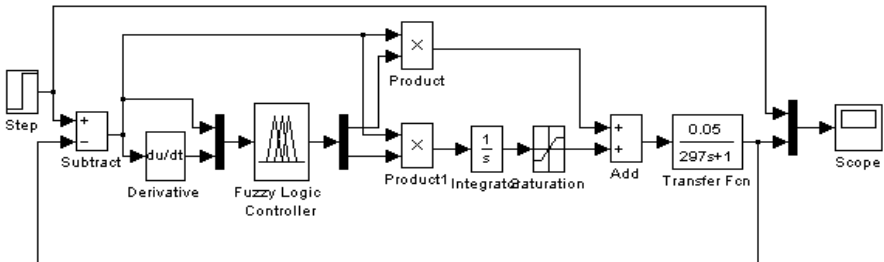 Step
+
−
Subtract
du/dt
Derivative
Fuzzy Logic
Controller
×
Product
×
Product1
1
s
Integrator
Saturation
+
+
Add
0.05
297s+1
Transfer Fcn
Scope